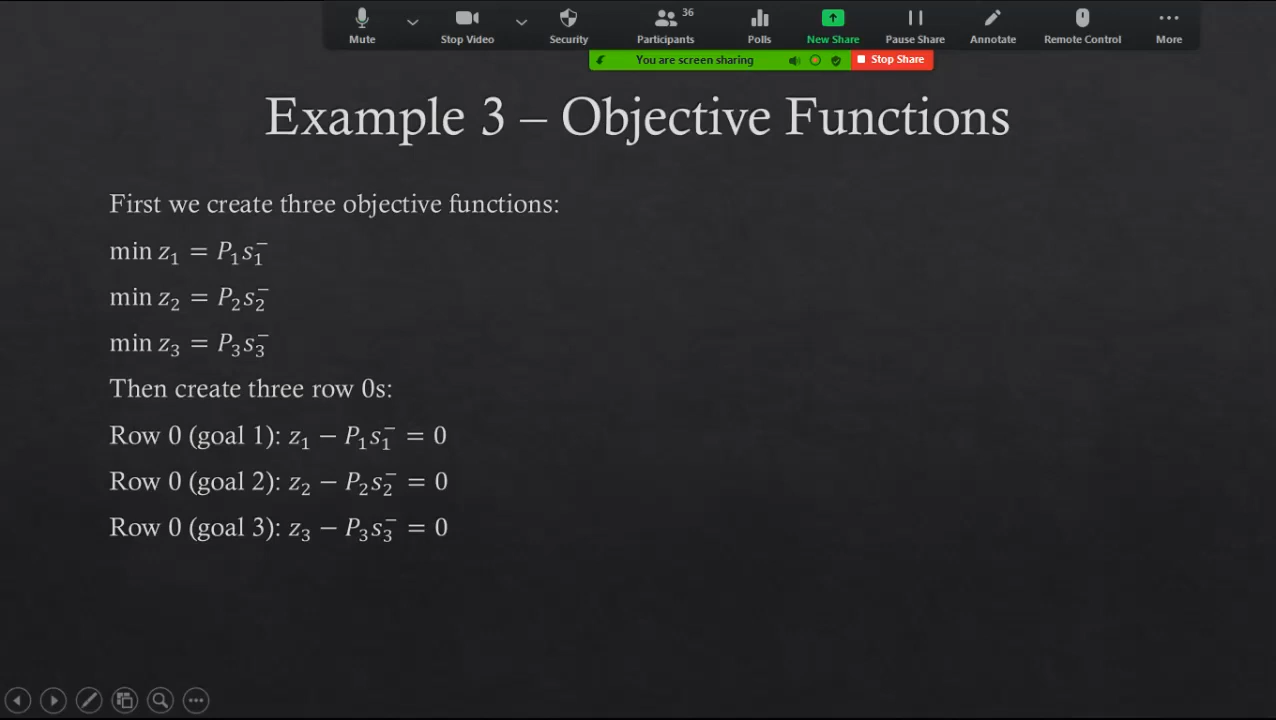 36
Mute
Stop Video
Security
Participants
Polls
New Share
Pause Share
Annotate
Remote Control
More
You are screen sharing
Stop Share
Example 3 – Objective Functions
First we create three objective functions:
min z₁ = P₁s₁⁻
min z₂ = P₂s₂⁻
min z₃ = P₃s₃⁻
Then create three row 0s:
Row 0 (goal 1): z₁ − P₁s₁⁻ = 0
Row 0 (goal 2): z₂ − P₂s₂⁻ = 0
Row 0 (goal 3): z₃ − P₃s₃⁻ = 0